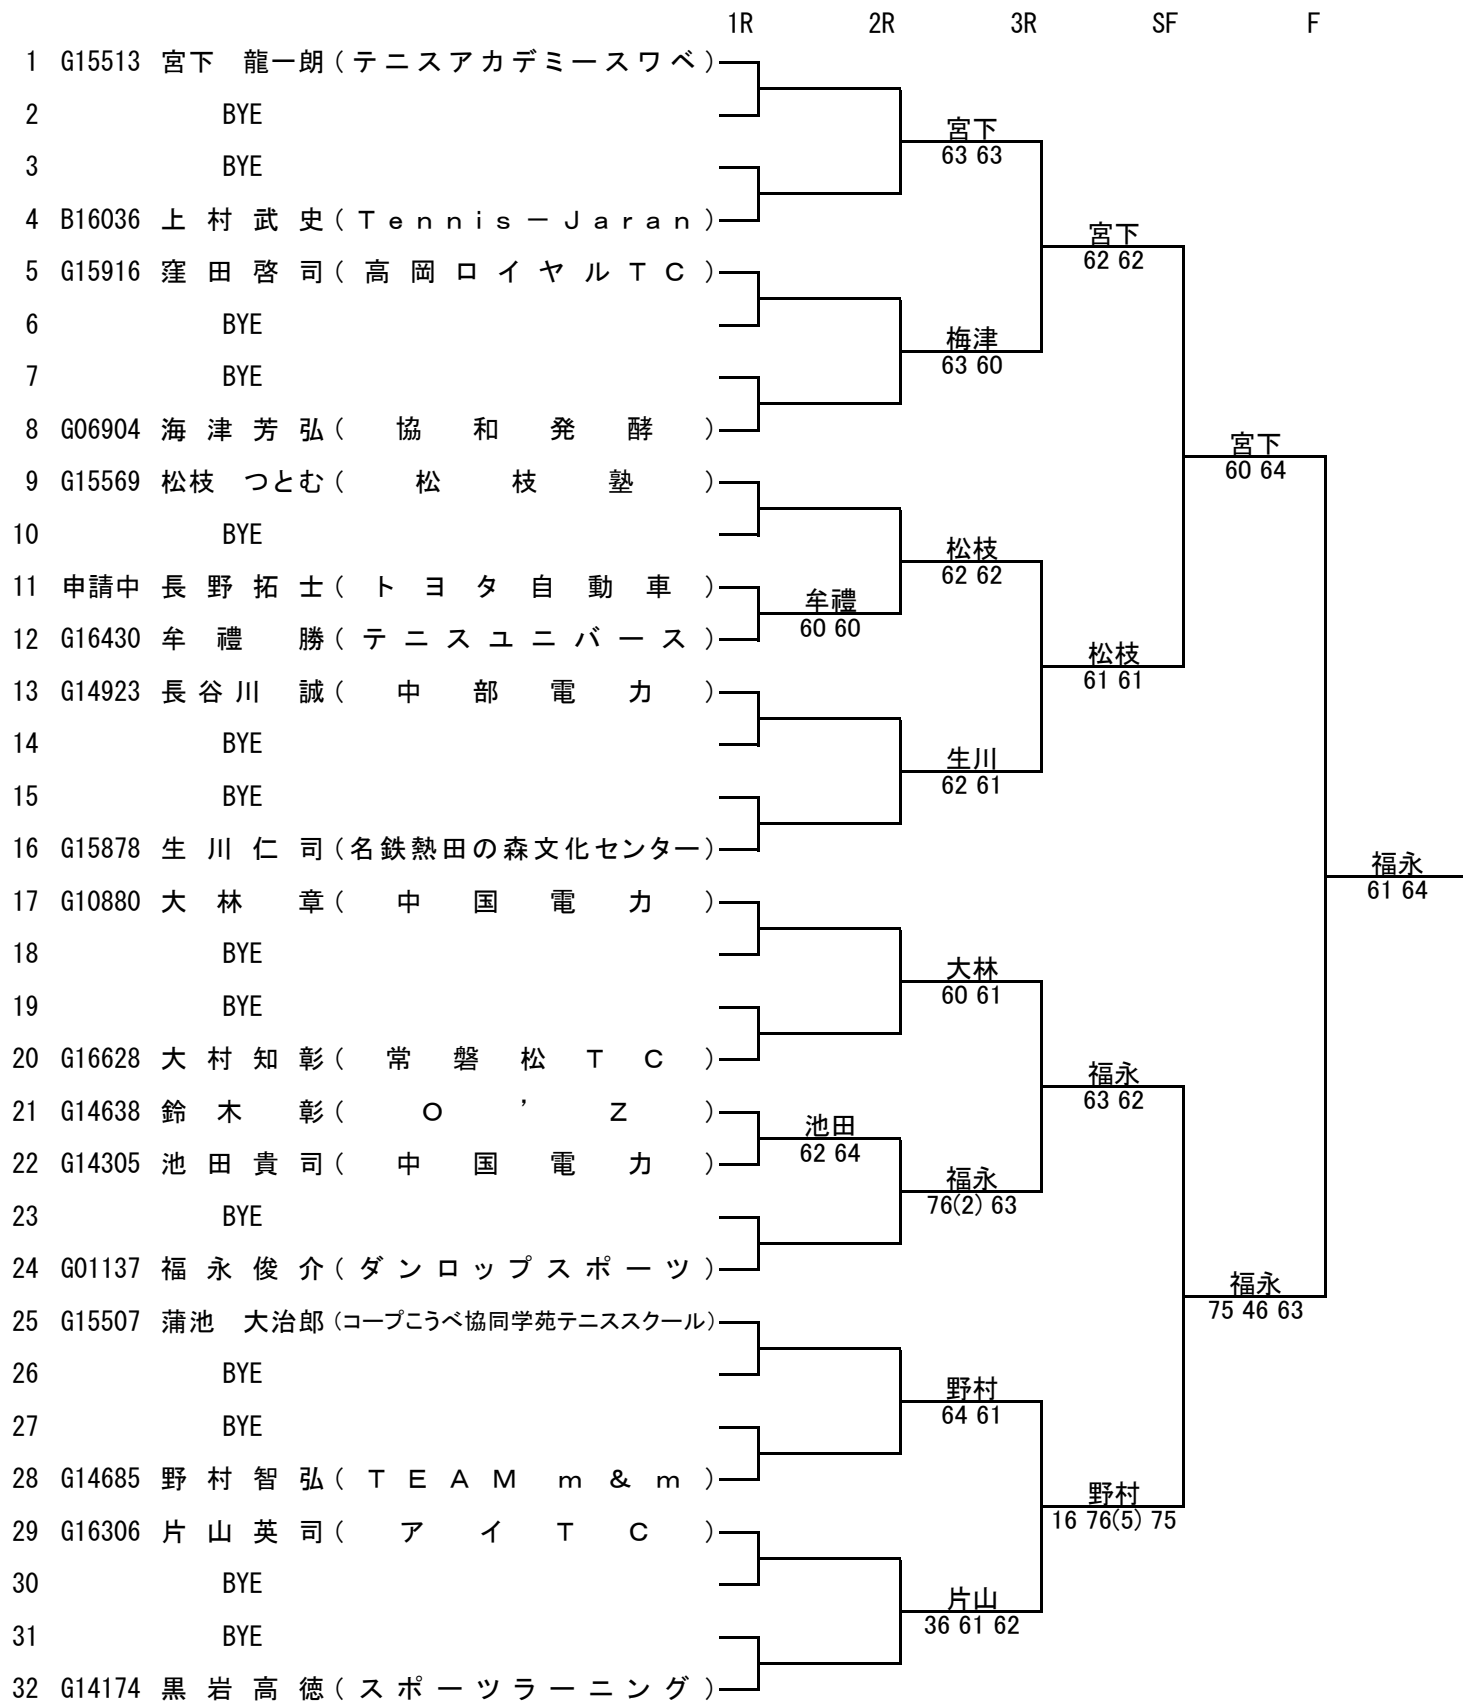 1R 2R 3R SF F
1 G15513 宮下 龍一朗(テニスアカデミースワベ)
2 BYE
宮下
63 63
3 BYE
4 B16036 上村武史(Tennis－Jaran)
宮下
62 62
5 G15916 窪田啓司(高岡ロイヤルTC)
6 BYE
梅津
63 60
7 BYE
8 G06904 海津芳弘(協和発酵)
宮下
60 64
9 G15569 松枝 つとむ(松枝塾)
10 BYE
松枝
62 62
11 申請中 長野拓士(トヨタ自動車)
牟禮
60 60
12 G16430 牟禮 勝(テニスユニバース)
松枝
61 61
13 G14923 長谷川 誠(中部電力)
14 BYE
生川
62 61
15 BYE
16 G15878 生川仁司(名鉄熱田の森文化センター)
福永
61 64
17 G10880 大林 章(中国電力)
18 BYE
大林
60 61
19 BYE
20 G16628 大村知彰(常磐松TC)
福永
63 62
21 G14638 鈴木 彰(O’Z)
池田
62 64
22 G14305 池田貴司(中国電力)
福永
76(2) 63
23 BYE
24 G01137 福永俊介(ダンロップスポーツ)
福永
75 46 63
25 G15507 蒲池 大治郎(コープこうべ協同学苑テニススクール)
26 BYE
野村
64 61
27 BYE
28 G14685 野村智弘(TEAM m&m)
野村
16 76(5) 75
29 G16306 片山英司(アイTC)
30 BYE
片山
36 61 62
31 BYE
32 G14174 黒岩高徳(スポーツラーニング)